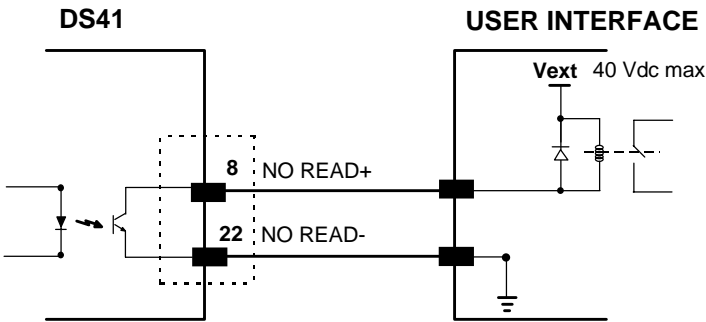 DS41
USER INTERFACE
Vext 40 Vdc max
8 NO READ+
22 NO READ-